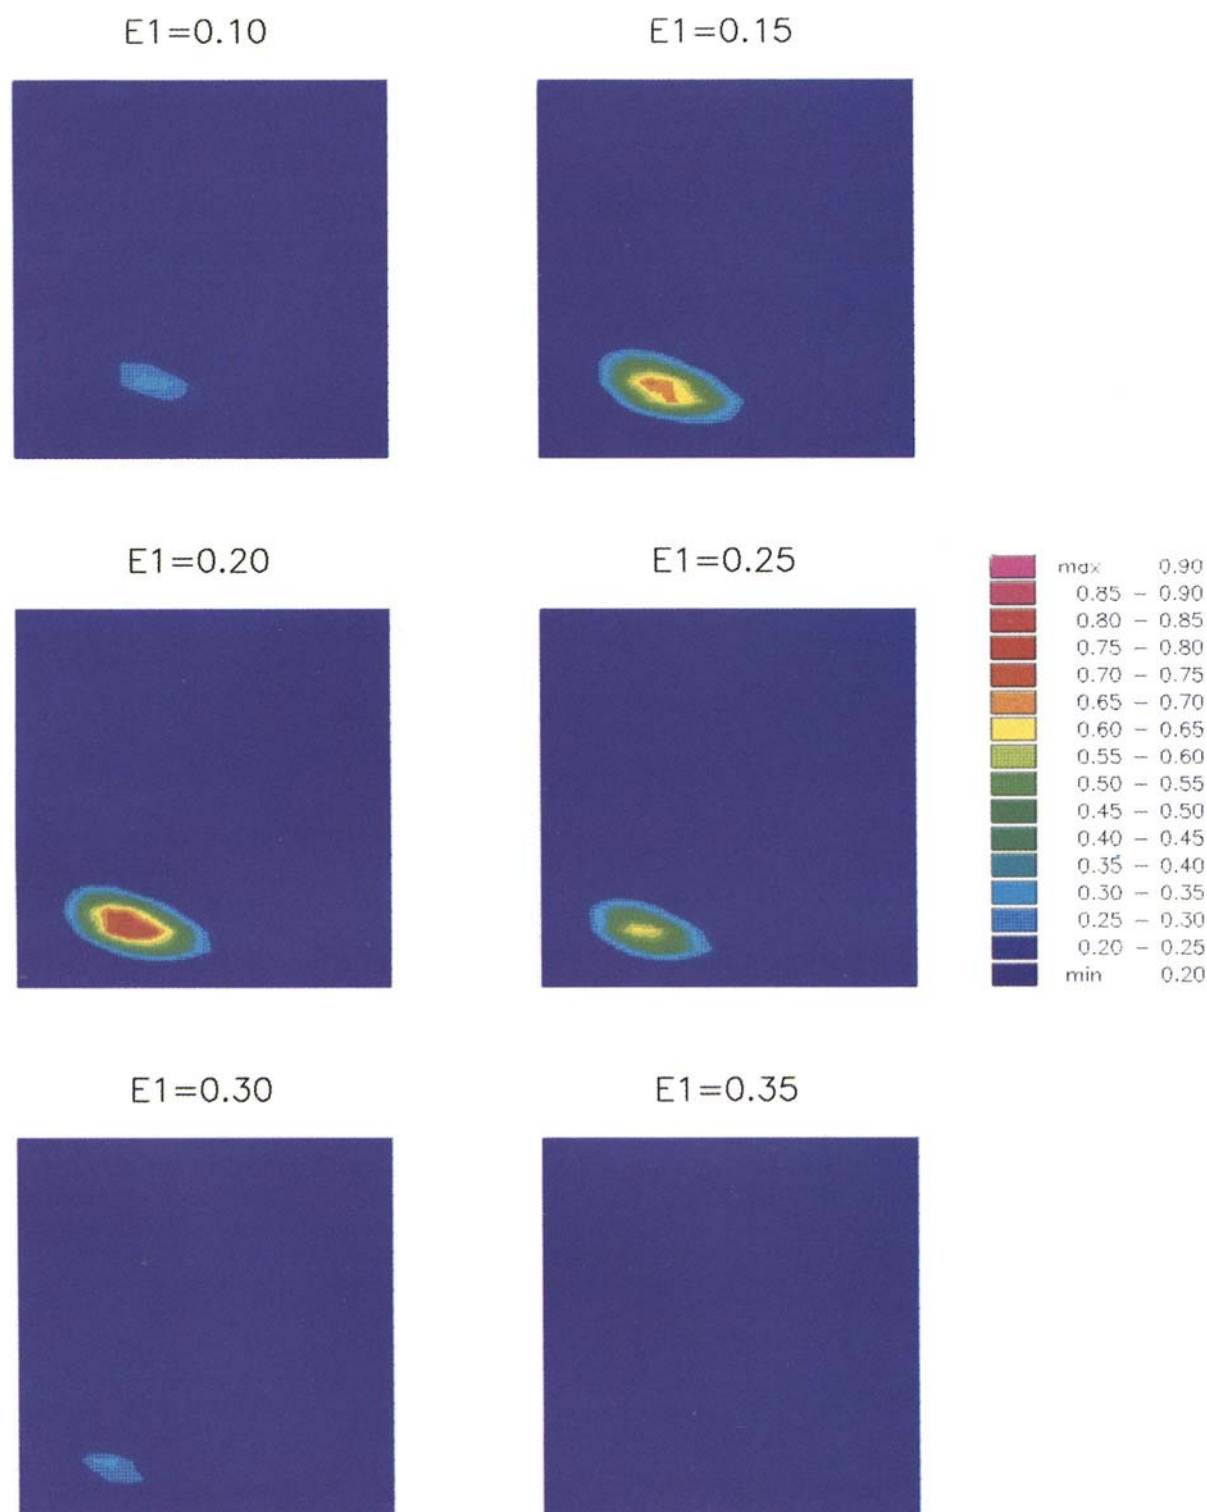 E1=0.10
E1=0.15
E1=0.20
E1=0.25
max 0.90
0.85 – 0.90
0.80 – 0.85
0.75 – 0.80
0.70 – 0.75
0.65 – 0.70
0.60 – 0.65
0.55 – 0.60
0.50 – 0.55
0.45 – 0.50
0.40 – 0.45
0.35 – 0.40
0.30 – 0.35
0.25 – 0.30
0.20 – 0.25
min 0.20
E1=0.30
E1=0.35